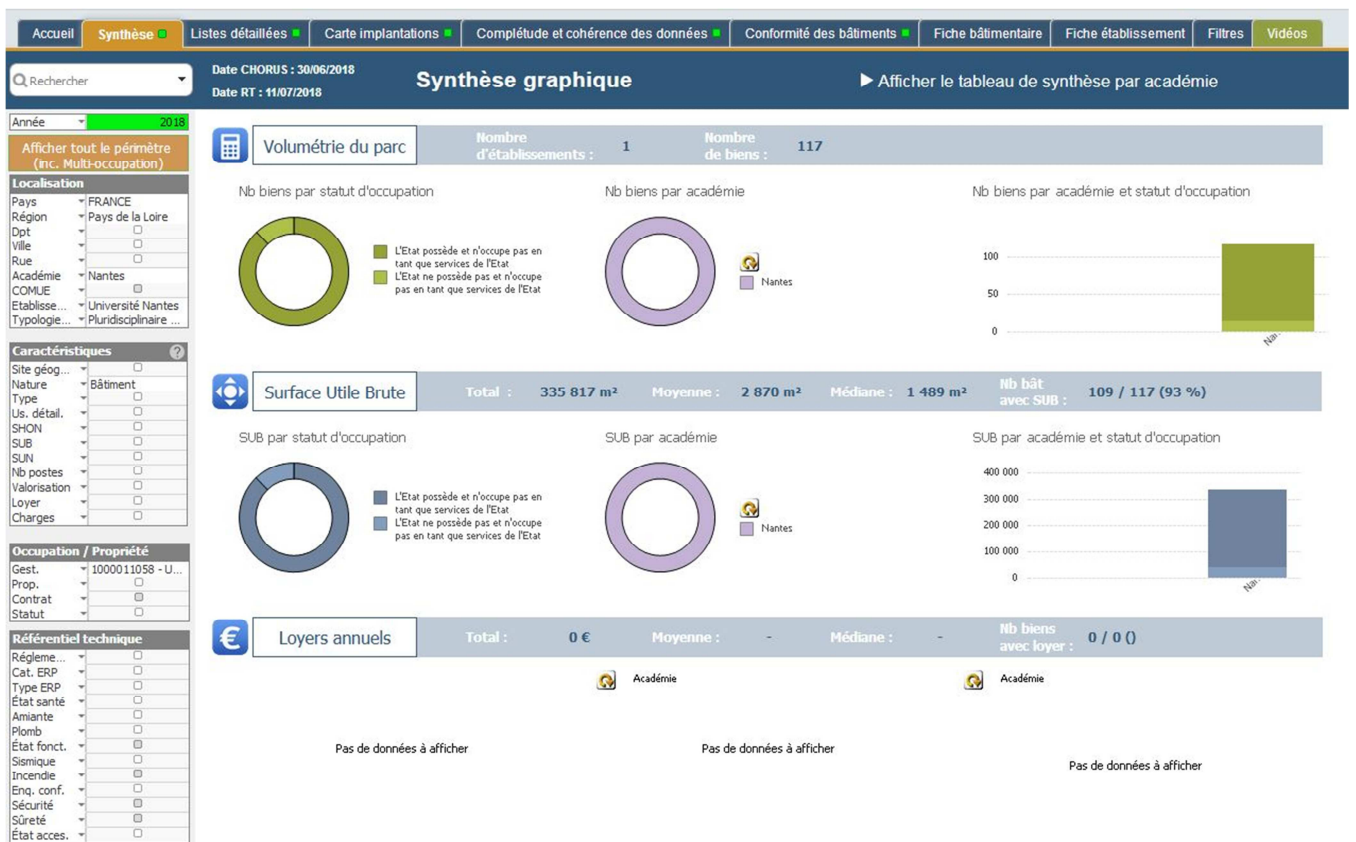 Accueil
Synthèse
Listes détaillées
Carte implantations
Complétude et cohérence des données
Conformité des bâtiments
Fiche bâtimentaire
Fiche établissement
Filtres
Vidéos
Rechercher
Date CHORUS : 30/06/2018
Date RT : 11/07/2018
Synthèse graphique
Afficher le tableau de synthèse par académie
Année 2018
Afficher tout le périmètre
(inc. Multi-occupation)
Localisation
Pays FRANCE
Région Pays de la Loire
Dpt
Ville
Rue
Académie Nantes
COMUE
Etablisse... Université Nantes
Typologie... Pluridisciplinaire ...
Caractéristiques ?
Site géog...
Nature Bâtiment
Type
Us. détail.
SHON
SUB
SUN
Nb postes
Valorisation
Loyer
Charges
Occupation / Propriété
Gest. 1000011058 - U...
Prop.
Contrat
Statut
Référentiel technique
Régleme...
Cat. ERP
Type ERP
État santé
Amiante
Plomb
État fonct.
Sismique
Incendie
Enq. conf.
Sécurité
Sûreté
État acces.
Volumétrie du parc
Nombre
d'établissements : 1
Nombre
de biens : 117
Nb biens par statut d'occupation
L'Etat possède et n'occupe pas en
tant que services de l'Etat
L'Etat ne possède pas et n'occupe
pas en tant que services de l'Etat
Nb biens par académie
Nantes
Nb biens par académie et statut d'occupation
100
50
0
Nan.
Surface Utile Brute
Total : 335 817 m²
Moyenne : 2 870 m²
Médiane : 1 489 m²
Nb bât
avec SUB : 109 / 117 (93 %)
SUB par statut d'occupation
L'Etat possède et n'occupe pas en
tant que services de l'Etat
L'Etat ne possède pas et n'occupe
pas en tant que services de l'Etat
SUB par académie
Nantes
SUB par académie et statut d'occupation
400 000
300 000
200 000
100 000
0
Nan.
€
Loyers annuels
Total : 0 €
Moyenne : -
Médiane : -
Nb biens
avec loyer : 0 / 0 ()
Académie
Académie
Pas de données à afficher
Pas de données à afficher
Pas de données à afficher